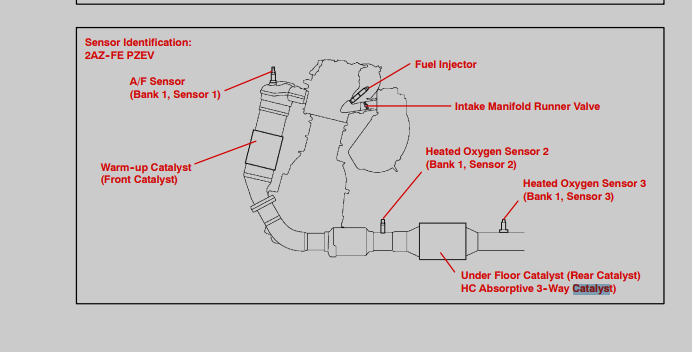 Sensor Identification:
2AZ-FE PZEV
Fuel Injector
A/F Sensor
(Bank 1, Sensor 1)
Intake Manifold Runner Valve
Heated Oxygen Sensor 2
(Bank 1, Sensor 2)
Warm-up Catalyst
(Front Catalyst)
Heated Oxygen Sensor 3
(Bank 1, Sensor 3)
Under Floor Catalyst (Rear Catalyst)
HC Absorptive 3-Way Catalyst)